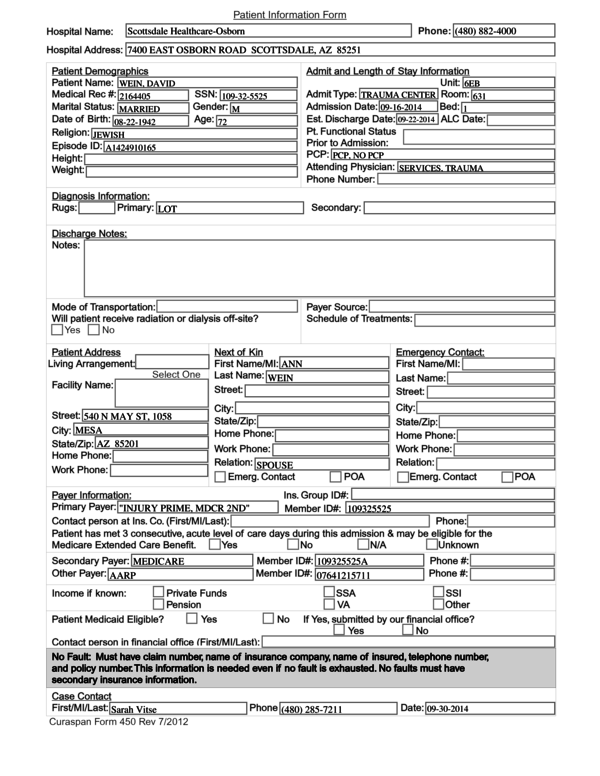 Patient Information Form
Hospital Name: Scottsdale Healthcare-Osborn Phone: (480) 882-4000
Hospital Address: 7400 EAST OSBORN ROAD SCOTTSDALE, AZ 85251
Patient Demographics
Patient Name: WEIN, DAVID
Medical Rec #: 2164405 SSN: 109-32-5525
Marital Status: MARRIED Gender: M
Date of Birth: 08-22-1942 Age: 72
Religion: JEWISH
Episode ID: A1424910165
Height:
Weight:
Admit and Length of Stay Information
Unit: 6EB
Admit Type: TRAUMA CENTER Room: 631
Admission Date: 09-16-2014 Bed: 1
Est. Discharge Date: 09-22-2014 ALC Date:
Pt. Functional Status
Prior to Admission:
PCP: PCP, NO PCP
Attending Physician: SERVICES, TRAUMA
Phone Number:
Diagnosis Information:
Rugs: Primary: LOT Secondary:
Discharge Notes:
Notes:
Mode of Transportation: Payer Source:
Will patient receive radiation or dialysis off-site? Schedule of Treatments:
Yes No
Patient Address
Living Arrangement:
Select One
Facility Name:
Street: 540 N MAY ST, 1058
City: MESA
State/Zip: AZ 85201
Home Phone:
Work Phone:
Next of Kin
First Name/MI: ANN
Last Name: WEIN
Street:
City:
State/Zip:
Home Phone:
Work Phone:
Relation: SPOUSE
Emerg. Contact POA
Emergency Contact:
First Name/MI:
Last Name:
Street:
City:
State/Zip:
Home Phone:
Work Phone:
Relation:
Emerg. Contact POA
Payer Information: Ins. Group ID#:
Primary Payer: "INJURY PRIME, MDCR 2ND" Member ID#: 109325525
Contact person at Ins. Co. (First/MI/Last): Phone:
Patient has met 3 consecutive, acute level of care days during this admission & may be eligible for the
Medicare Extended Care Benefit. Yes No N/A Unknown
Secondary Payer: MEDICARE Member ID#: 109325525A Phone #:
Other Payer: AARP Member ID#: 07641215711 Phone #:
Income if known: Private Funds SSA SSI
Pension VA Other
Patient Medicaid Eligible? Yes No If Yes, submitted by our financial office?
Yes No
Contact person in financial office (First/MI/Last):
No Fault: Must have claim number, name of insurance company, name of insured, telephone number,
and policy number. This information is needed even if no fault is exhausted. No faults must have
secondary insurance information.
Case Contact
First/MI/Last: Sarah Vitse Phone (480) 285-7211 Date: 09-30-2014
Curaspan Form 450 Rev 7/2012